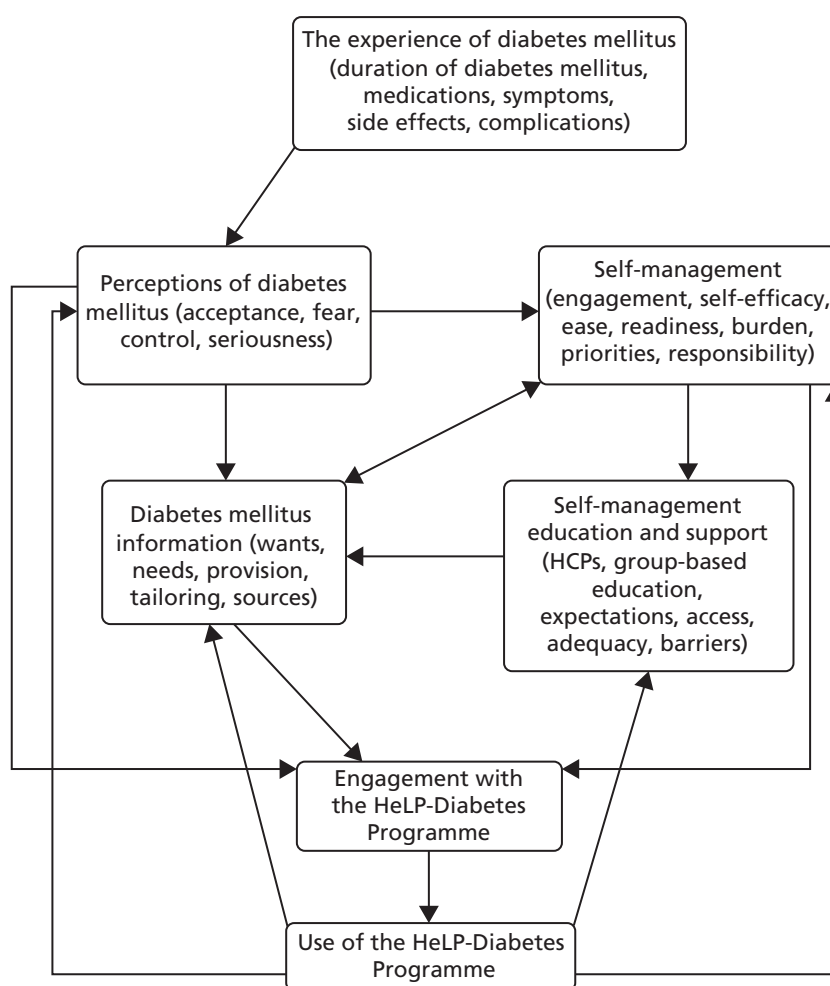 The experience of diabetes mellitus
(duration of diabetes mellitus,
medications, symptoms,
side effects, complications)
Perceptions of diabetes
mellitus (acceptance, fear,
control, seriousness)
Self-management
(engagement, self-efficacy,
ease, readiness, burden,
priorities, responsibility)
Diabetes mellitus
information (wants,
needs, provision,
tailoring, sources)
Self-management
education and support
(HCPs, group-based
education,
expectations, access,
adequacy, barriers)
Engagement with
the HeLP-Diabetes
Programme
Use of the HeLP-Diabetes
Programme